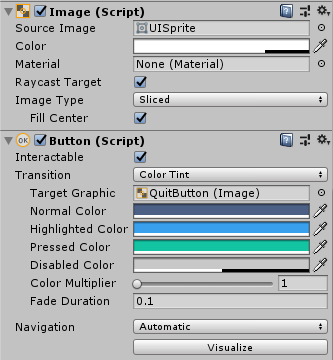 Image (Script)
Source Image UISprite
Color
Material None (Material)
Raycast Target
Image Type Sliced
Fill Center
OK Button (Script)
Interactable
Transition Color Tint
Target Graphic QuitButton (Image)
Normal Color
Highlighted Color
Pressed Color
Disabled Color
Color Multiplier 1
Fade Duration 0.1
Navigation Automatic
Visualize